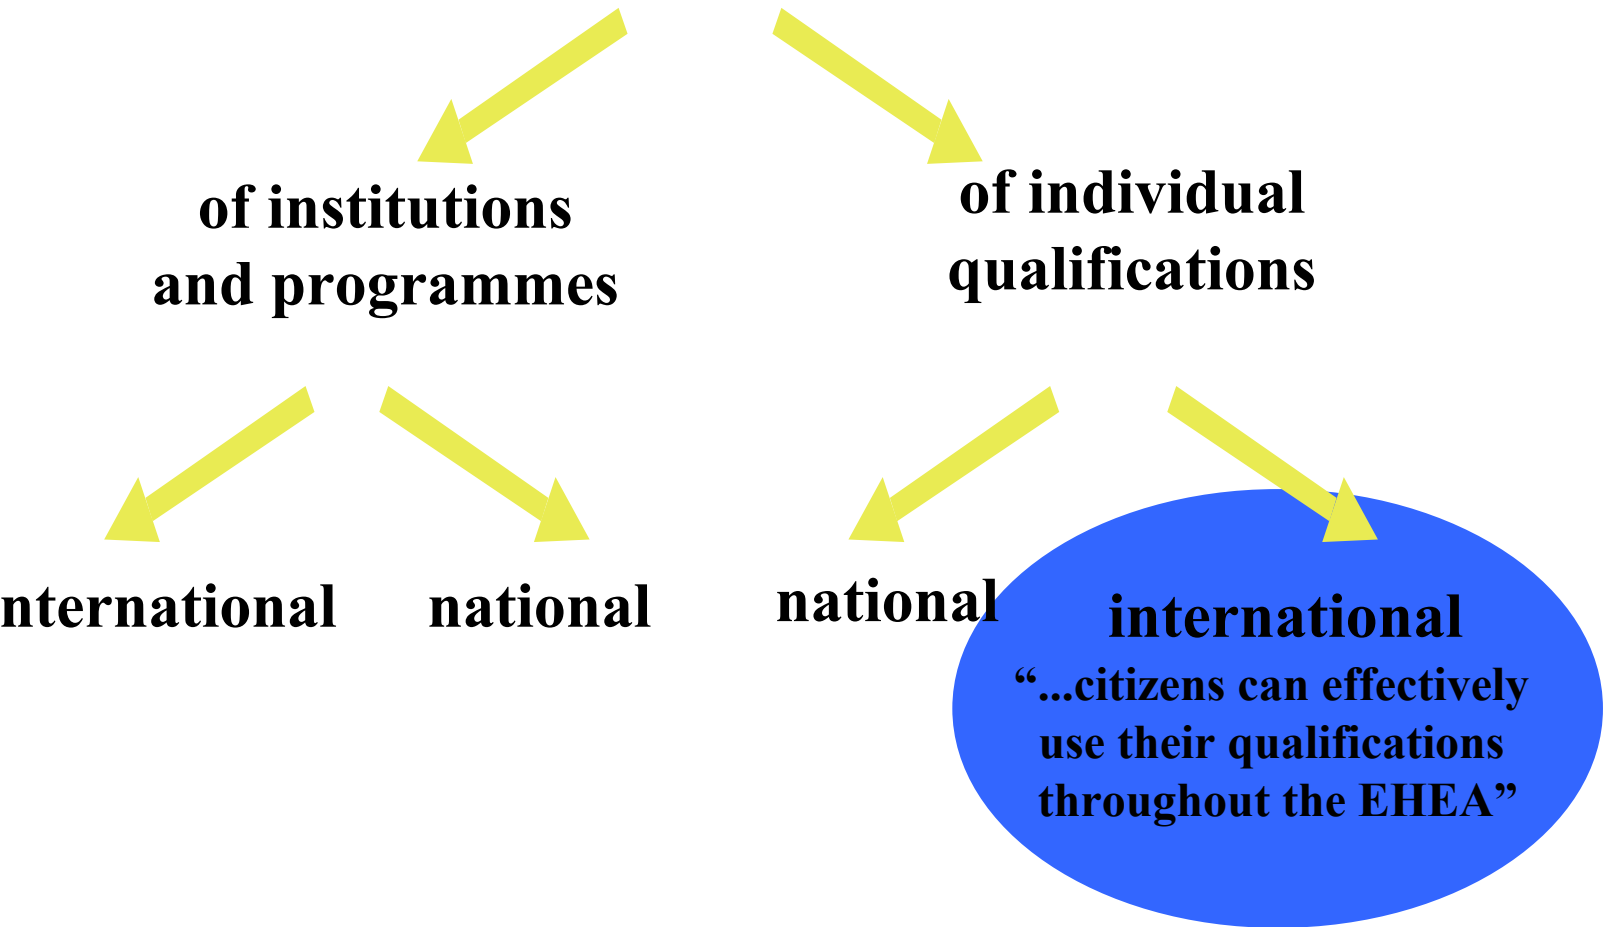 of institutions
and programmes
of individual
qualifications
nternational
national
national
international
“...citizens can effectively
use their qualifications
throughout the EHEA”